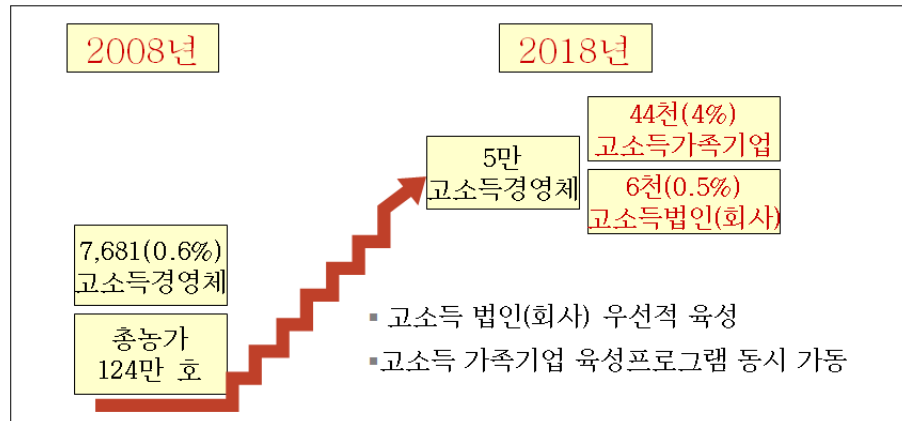 2008년
2018년
44천(4%)
고소득가족기업
5만
고소득경영체
6천(0.5%)
고소득법인(회사)
7,681(0.6%)
고소득경영체
총농가
124만 호
▪ 고소득 법인(회사) 우선적 육성
▪고소득 가족기업 육성프로그램 동시 가동